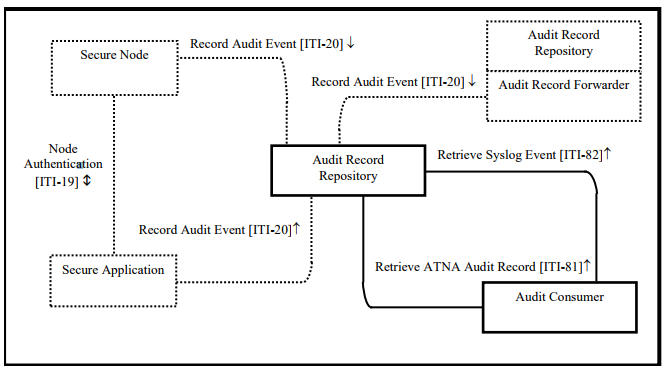 Record Audit Event [ITI-20] ↓
Secure Node
Audit Record
Repository
Record Audit Event [ITI-20] ↓
Audit Record Forwarder
Node
Authentication
[ITI-19] ↕
Audit Record
Repository
Retrieve Syslog Event [ITI-82]↑
Record Audit Event [ITI-20]↑
Secure Application
Retrieve ATNA Audit Record [ITI-81]↑
Audit Consumer